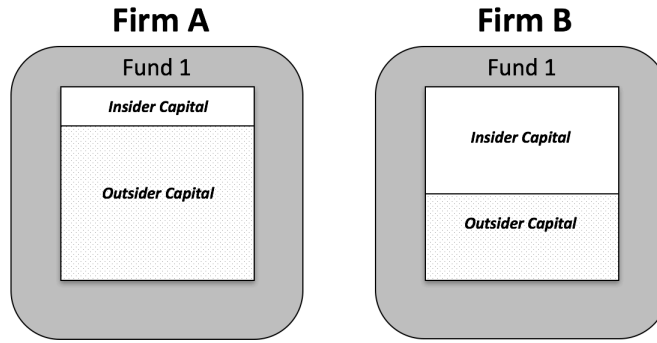 Firm A
Fund 1
Insider Capital
Outsider Capital
Firm B
Fund 1
Insider Capital
Outsider Capital